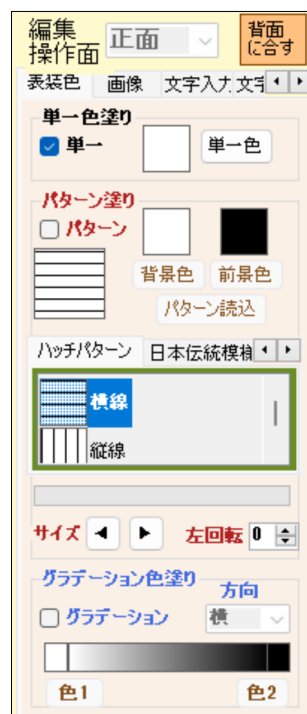 編集
操作面 正面 背面
に合す
表装色 画像 文字入力 文字
単一色塗り
単一 単一色
パターン塗り
パターン
背景色 前景色
パターン読込
ハッチパターン 日本伝統模様
横線
縦線
サイズ 左回転 0
グラデーション色塗り
方向
グラデーション 横
色1 色2